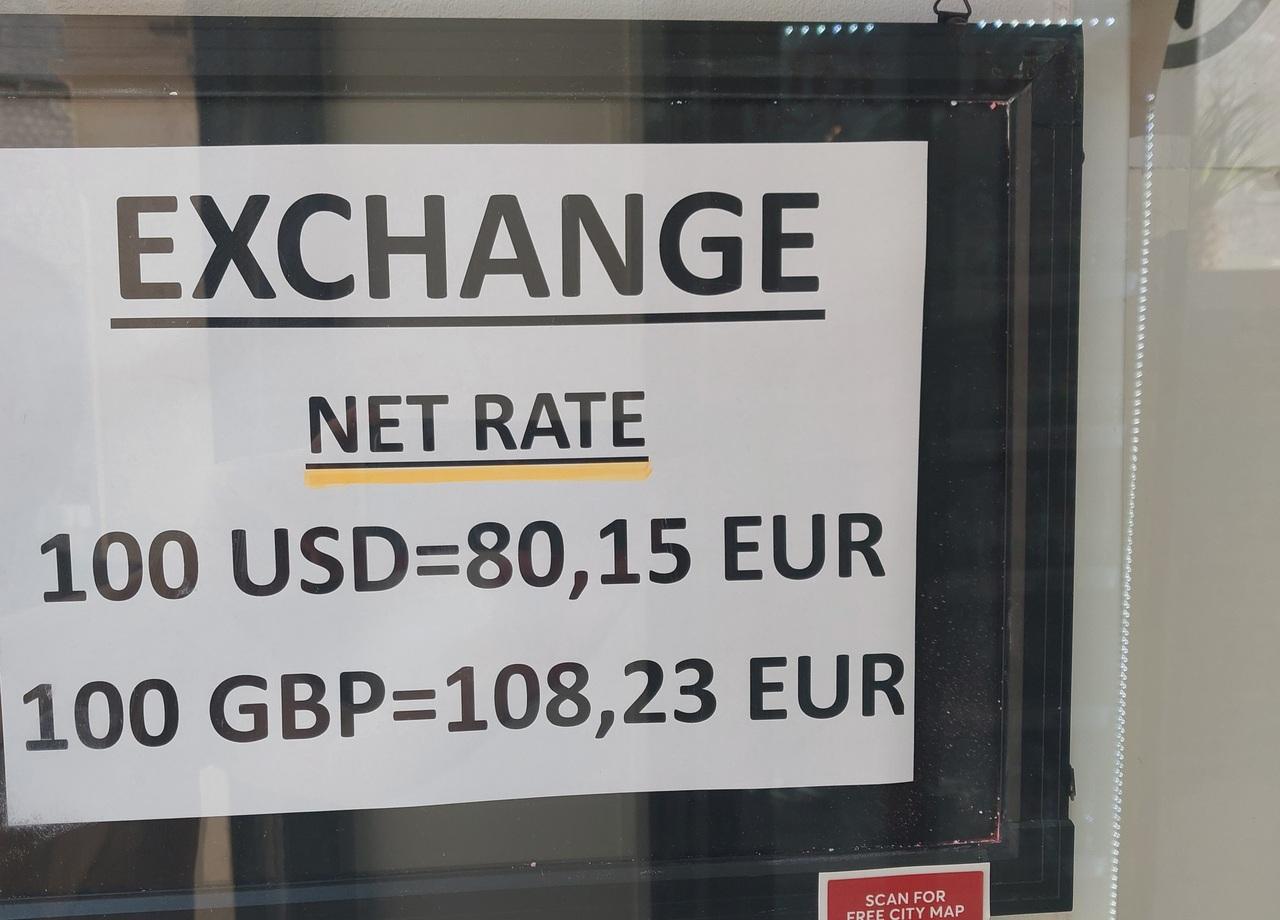 EXCHANGE
NET RATE
100 USD=80,15 EUR
100 GBP=108,23 EUR
SCAN FOR
FREE CITY MAP